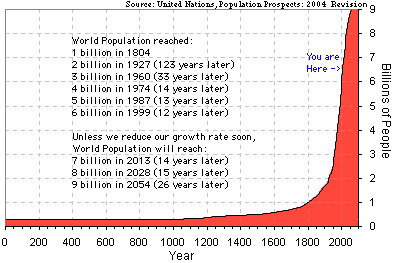 Source: United Nations, Population Prospects: 2004 Revision
World Population reached:
1 billion in 1804
2 billion in 1927 (123 years later)
3 billion in 1960 (33 years later)
4 billion in 1974 (14 years later)
5 billion in 1987 (13 years later)
6 billion in 1999 (12 years later)
Unless we reduce our growth rate soon,
World Population will reach:
7 billion in 2013 (14 years later)
8 billion in 2028 (15 years later)
9 billion in 2054 (26 years later)
You are
Here ->
9
8
7
6
5
4
3
2
1
0
Billions of People
0 200 400 600 800 1000 1200 1400 1600 1800 2000
Year